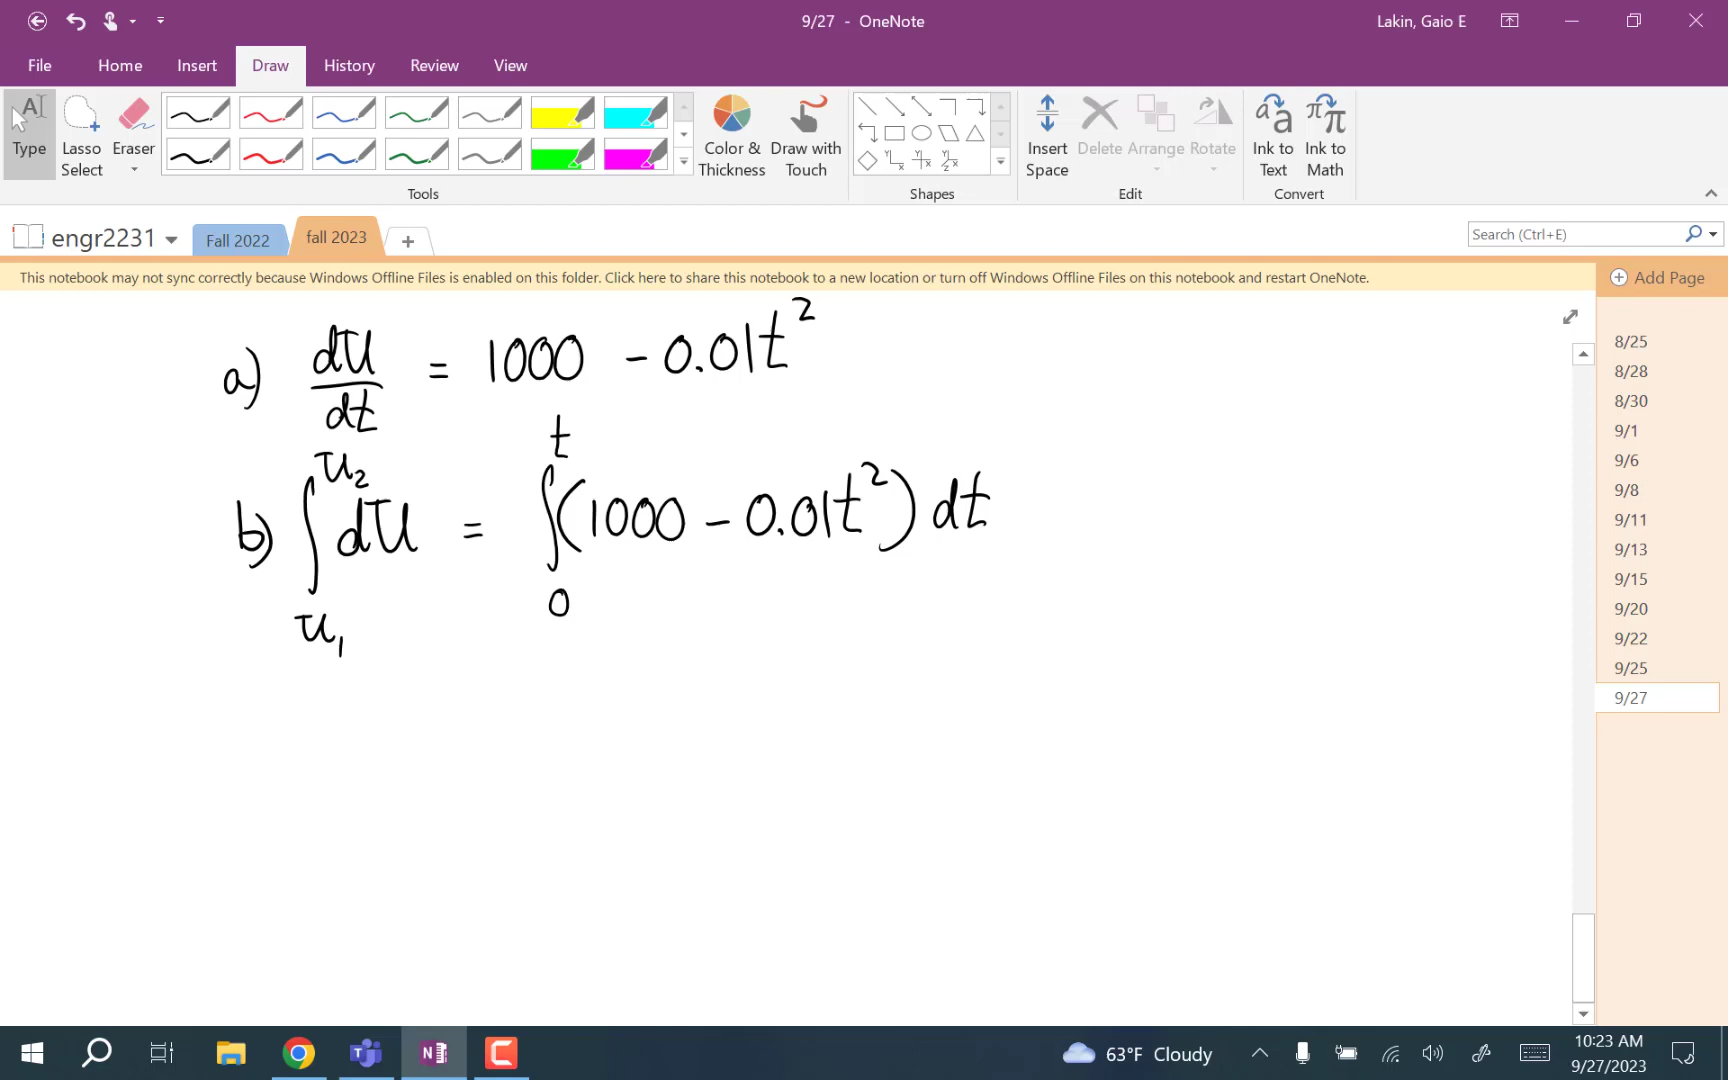 9/27 - OneNote
Lakin, Gaio E
File Home Insert Draw History Review View
Type
Lasso Select
Eraser
Color & Thickness
Draw with Touch
Insert Space
Delete
Arrange
Rotate
Ink to Text
Ink to Math
Tools
Shapes
Edit
Convert
engr2231
Fall 2022
fall 2023
Search (Ctrl+E)
This notebook may not sync correctly because Windows Offline Files is enabled on this folder. Click here to share this notebook to a new location or turn off Windows Offline Files on this notebook and restart OneNote.
Add Page
a) dU/dt = 1000 - 0.01t²
b) ∫_{U₁}^{U₂} dU = ∫_0^t (1000 - 0.01t²) dt
8/25
8/28
8/30
9/1
9/6
9/8
9/11
9/13
9/15
9/20
9/22
9/25
9/27
63°F Cloudy
10:23 AM
9/27/2023